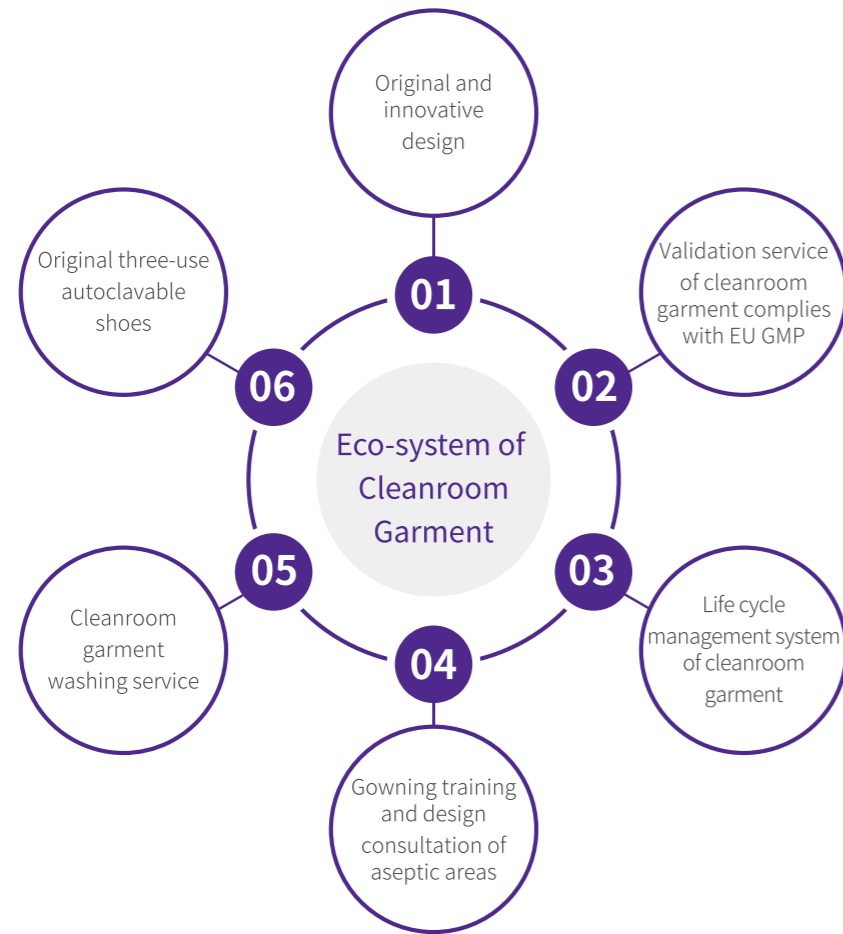 Original and
innovative
design
01
Validation service
of cleanroom
garment complies
with EU GMP
02
Life cycle
management system
of cleanroom
garment
03
Gowning training
and design
consultation of
aseptic areas
04
Cleanroom
garment
washing service
05
Original three-use
autoclavable
shoes
06
Eco-system of
Cleanroom
Garment